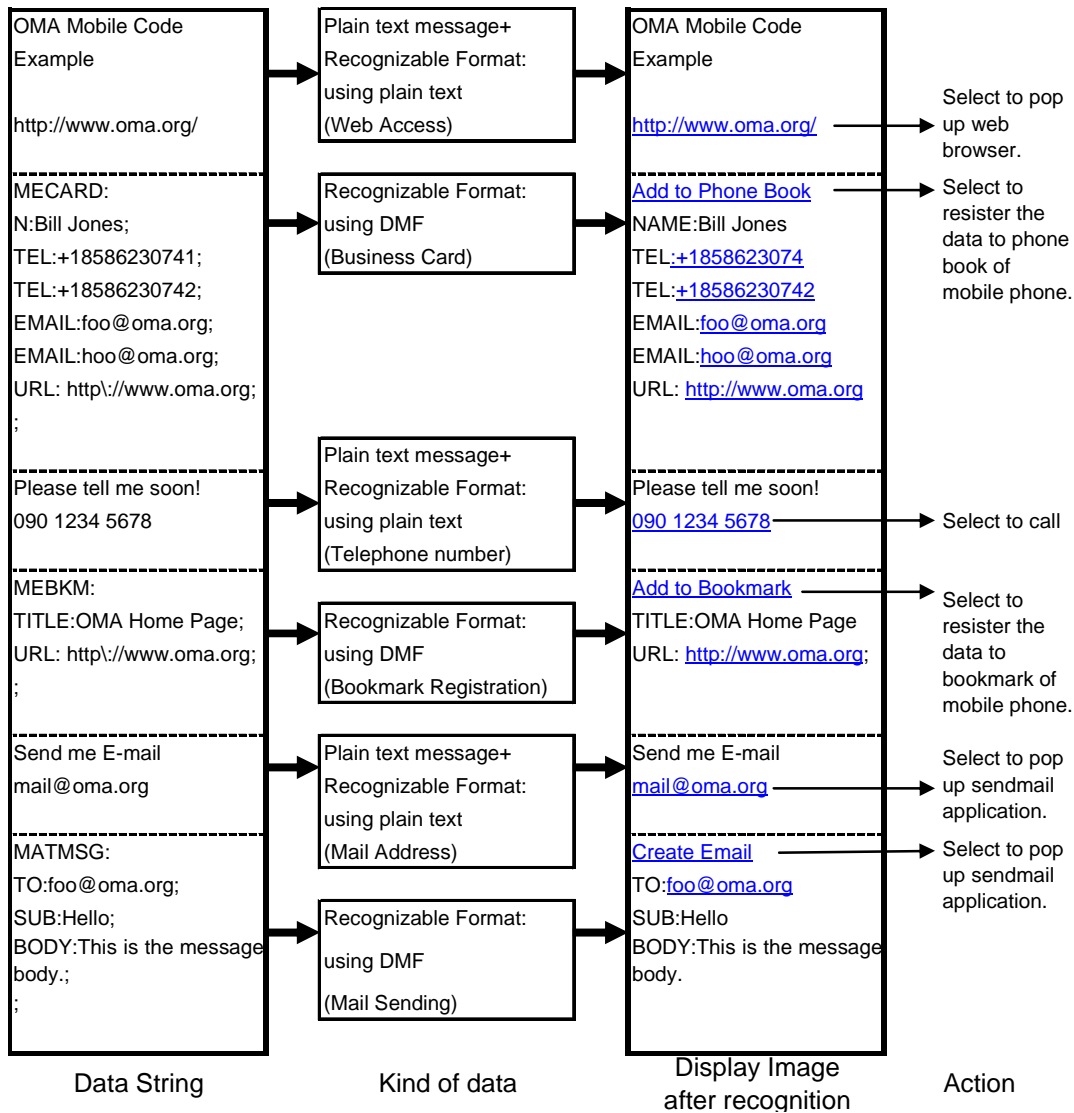 OMA Mobile Code
Example
http://www.oma.org/
MECARD:
N:Bill Jones;
TEL:+18586230741;
TEL:+18586230742;
EMAIL:foo@oma.org;
EMAIL:hoo@oma.org;
URL: http\://www.oma.org;
;
Please tell me soon!
090 1234 5678
MEBKM:
TITLE:OMA Home Page;
URL: http\://www.oma.org;
;
Send me E-mail
mail@oma.org
MATMSG:
TO:foo@oma.org;
SUB:Hello;
BODY:This is the message
body.;
;
Data String
Plain text message+
Recognizable Format:
using plain text
(Web Access)
Recognizable Format:
using DMF
(Business Card)
Plain text message+
Recognizable Format:
using plain text
(Telephone number)
Recognizable Format:
using DMF
(Bookmark Registration)
Plain text message+
Recognizable Format:
using plain text
(Mail Address)
Recognizable Format:
using DMF
(Mail Sending)
Kind of data
OMA Mobile Code
Example
http://www.oma.org/
Add to Phone Book
NAME:Bill Jones
TEL:+1858623074
TEL:+18586230742
EMAIL:foo@oma.org
EMAIL:hoo@oma.org
URL: http://www.oma.org
Please tell me soon!
090 1234 5678
Add to Bookmark
TITLE:OMA Home Page
URL: http://www.oma.org;
Send me E-mail
mail@oma.org
Create Email
TO:foo@oma.org
SUB:Hello
BODY:This is the message
body.
Display Image
after recognition
Select to pop
up web
browser.
Select to
resister the
data to phone
book of
mobile phone.
Select to call
Select to
resister the
data to
bookmark of
mobile phone.
Select to pop
up sendmail
application.
Select to pop
up sendmail
application.
Action